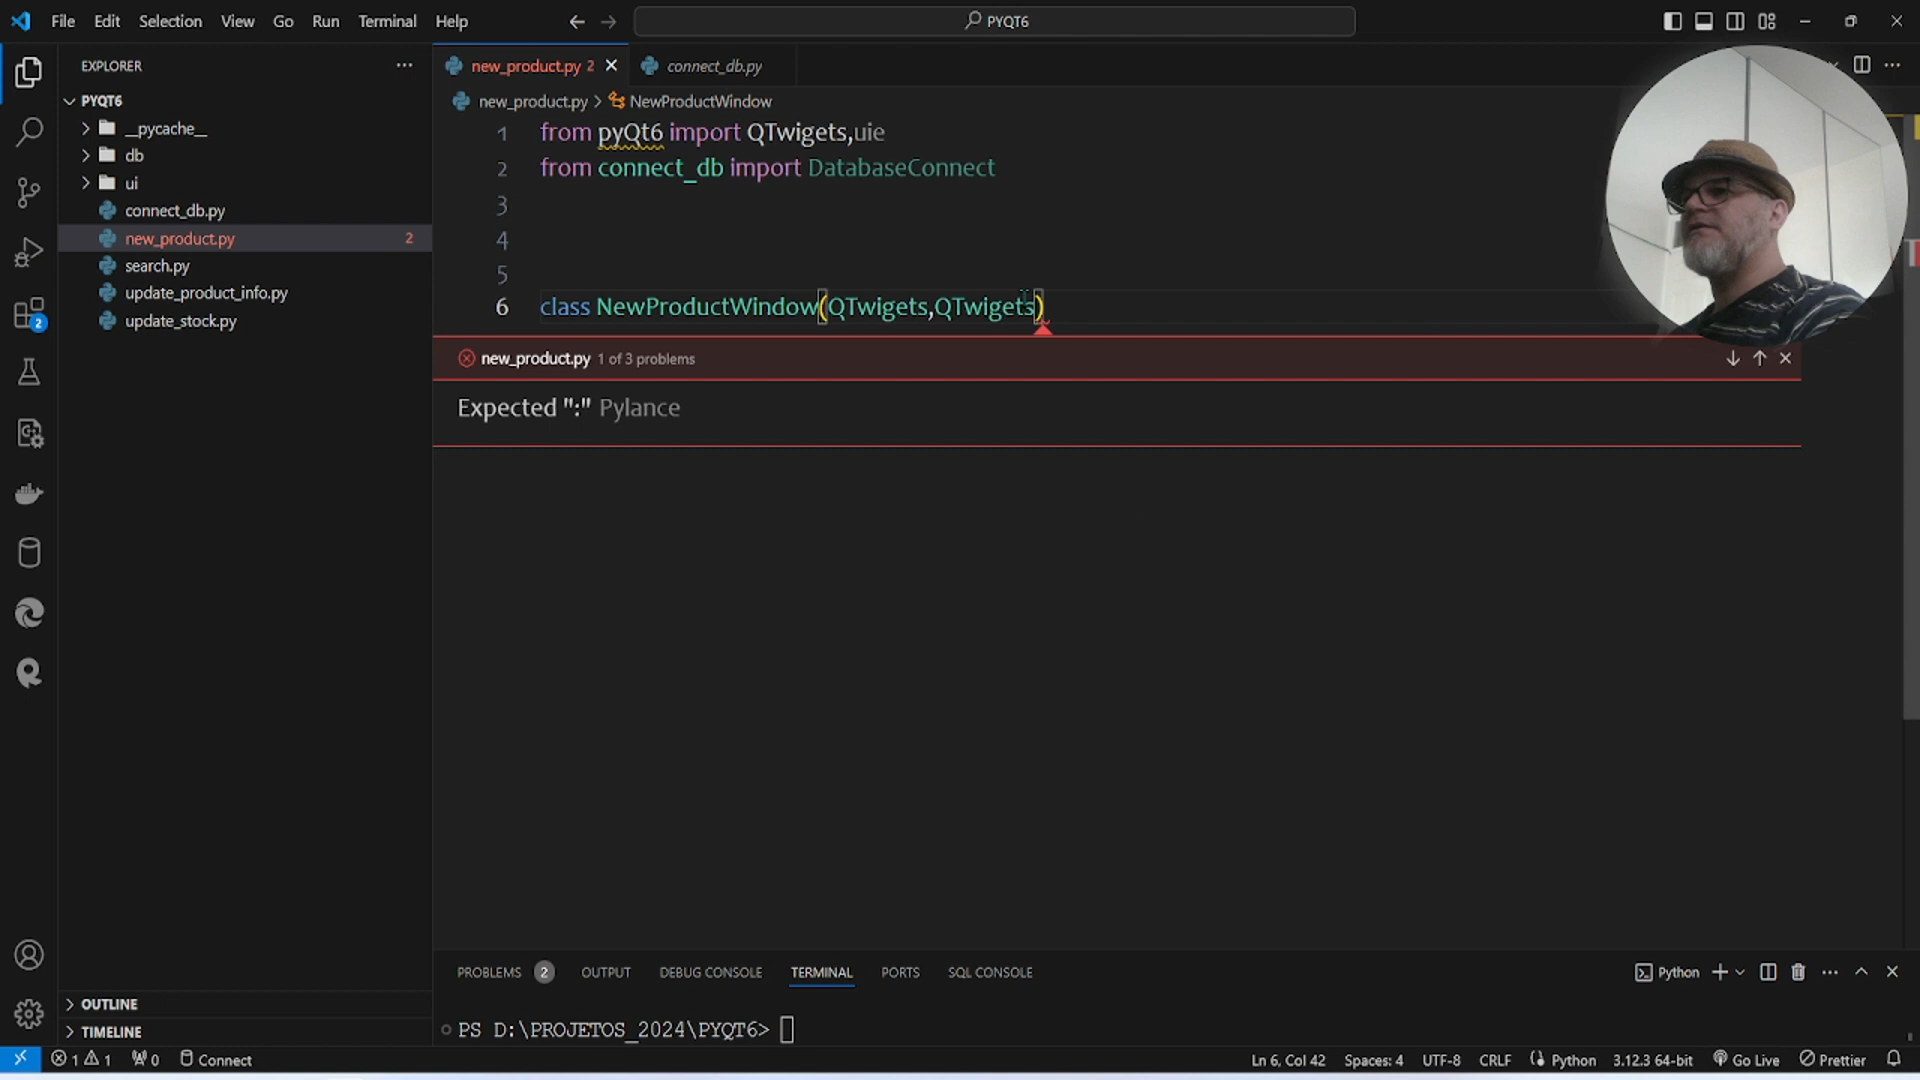 File Edit Selection View Go Run Terminal Help
PYQT6
EXPLORER
PYQT6
__pycache__
db
ui
connect_db.py
new_product.py 2
search.py
update_product_info.py
update_stock.py
OUTLINE
TIMELINE
2
new_product.py 2
connect_db.py
new_product.py > NewProductWindow
1 from pyQt6 import QTwigets,uie
2 from connect_db import DatabaseConnect
3
4
5
6 class NewProductWindow(QTwigets,QTwigets)
new_product.py 1 of 3 problems
Expected ":" Pylance
PROBLEMS 2 OUTPUT DEBUG CONSOLE TERMINAL PORTS SQL CONSOLE
Python
PS D:\PROJETOS_2024\PYQT6>
1 1 0 Connect
Ln 6, Col 42 Spaces: 4 UTF-8 CRLF Python 3.12.3 64-bit Go Live Prettier